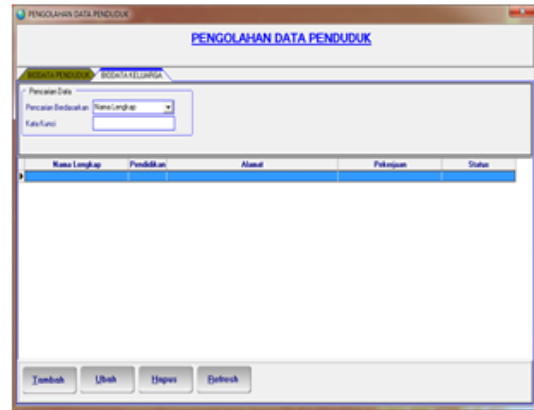 PENGOLAHAN DATA PENDUDUK
PENGOLAHAN DATA PENDUDUK
BIODATA PENDUDUK BIODATA KELUARGA
Pencarian Data
Pencarian Berdasarkan Nama Lengkap
Kata Kunci
Nama Lengkap Pendidikan Alamat Pekerjaan Status
Tambah Ubah Hapus Refresh